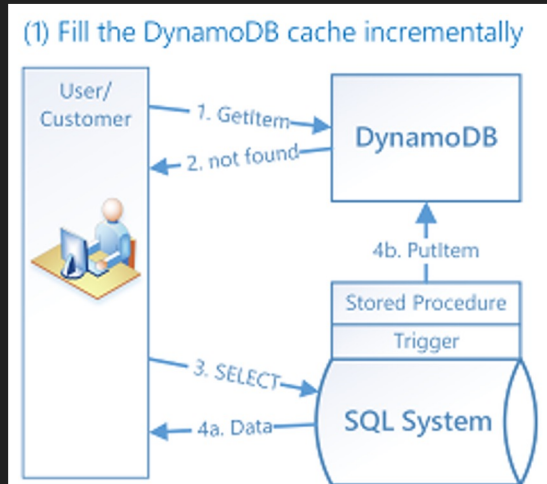 (1) Fill the DynamoDB cache incrementally
User/
Customer
1. GetItem
DynamoDB
2. not found
4b. PutItem
Stored Procedure
Trigger
3. SELECT
SQL System
4a. Data